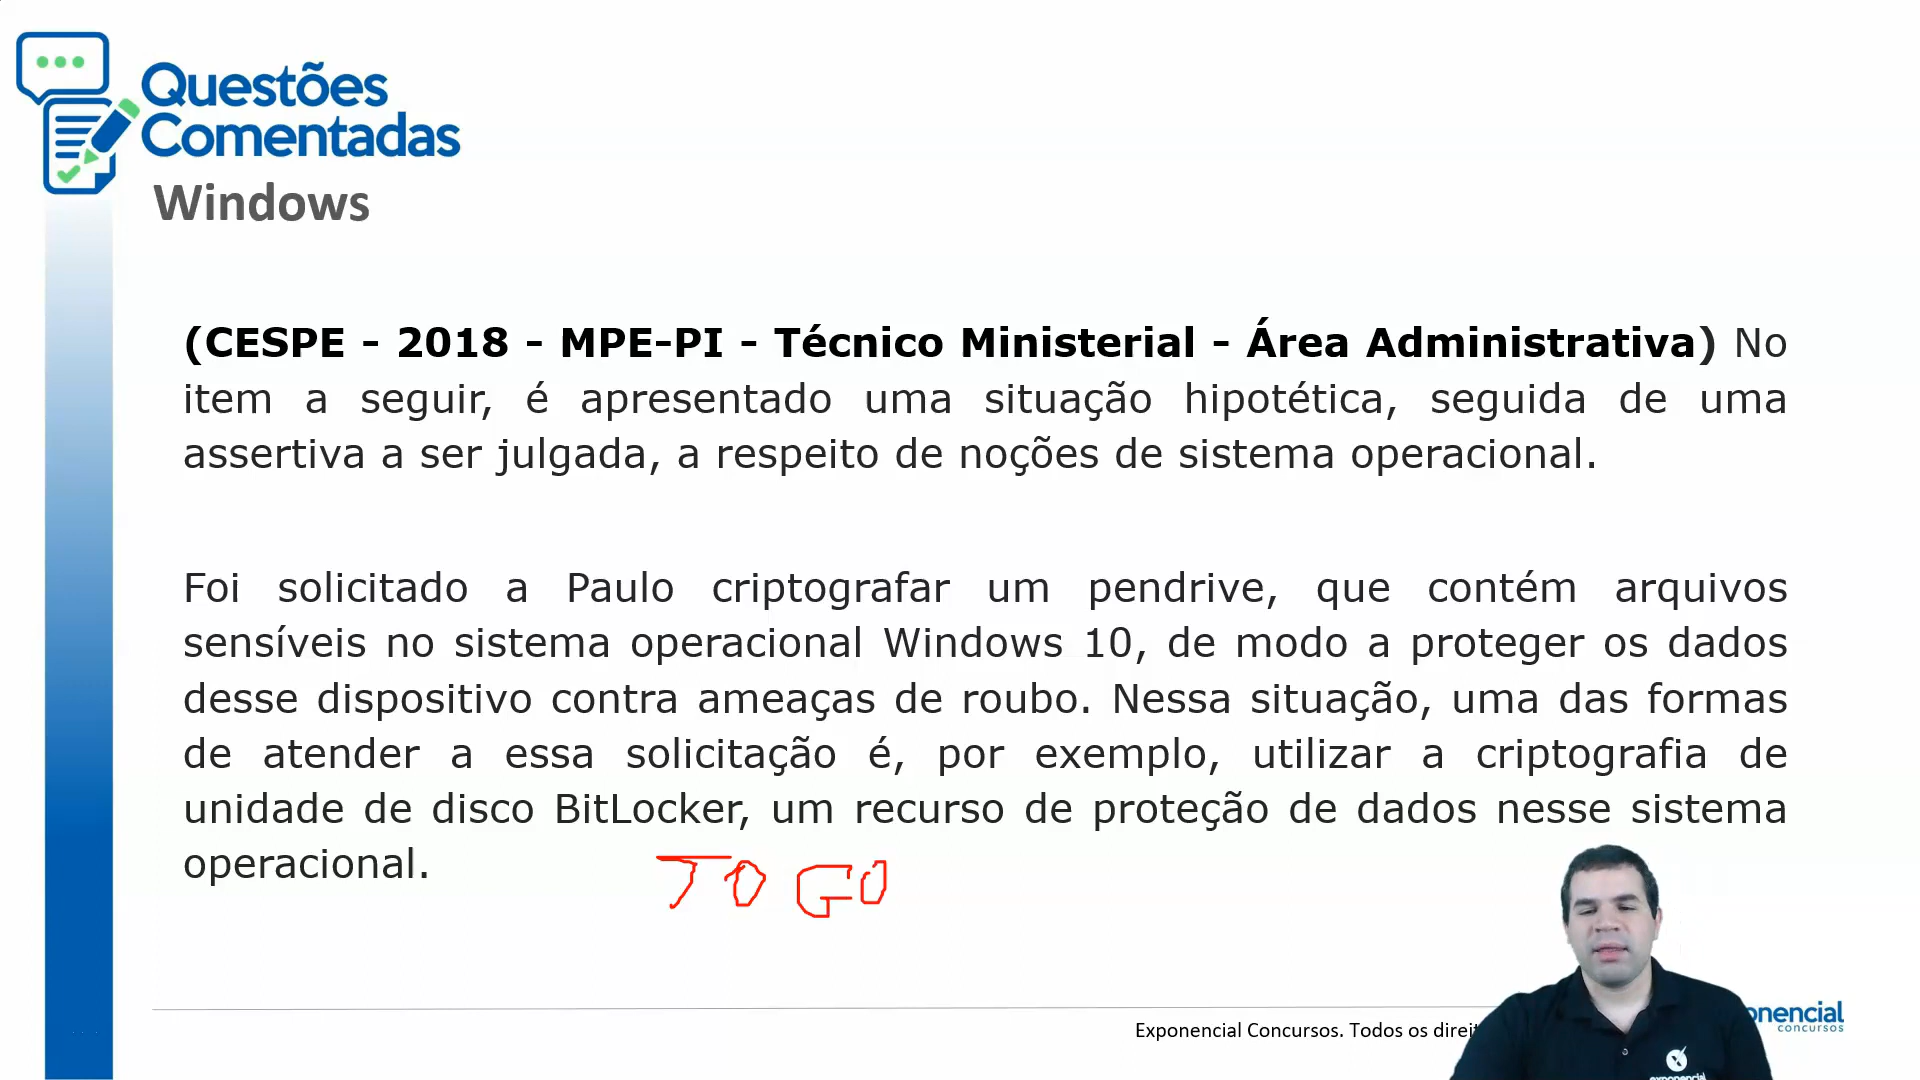 Questões
Comentadas
Windows
(CESPE - 2018 - MPE-PI - Técnico Ministerial - Área Administrativa) No
item a seguir, é apresentado uma situação hipotética, seguida de uma
assertiva a ser julgada, a respeito de noções de sistema operacional.
Foi solicitado a Paulo criptografar um pendrive, que contém arquivos
sensíveis no sistema operacional Windows 10, de modo a proteger os dados
desse dispositivo contra ameaças de roubo. Nessa situação, uma das formas
de atender a essa solicitação é, por exemplo, utilizar a criptografia de
unidade de disco BitLocker, um recurso de proteção de dados nesse sistema
operacional.
TO GO
Exponencial Concursos. Todos os direit
onencial
concursos
exponencial